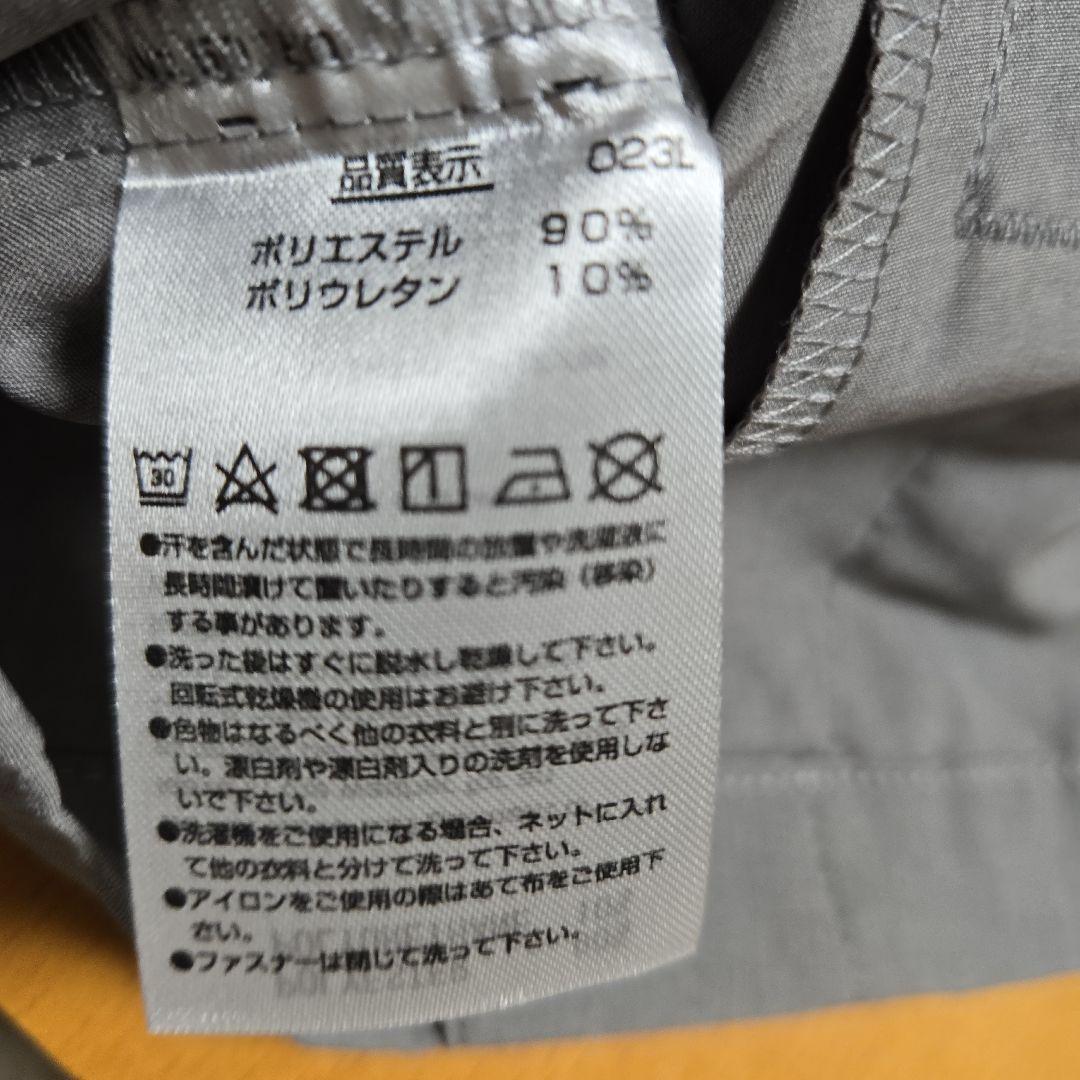 品質表示 023L
ポリエステル 90%
ポリウレタン 10%
30
●汗を含んだ状態で長時間の放置や洗濯液に
長時間漬けて置いたりすると汚染（移染）
する事があります。
●洗った後はすぐに脱水し乾燥して下さい。
回転式乾燥機の使用はお避け下さい。
●色物はなるべく他の衣料と別に洗って下さ
い。漂白剤や漂白剤入りの洗剤を使用しな
いで下さい。
●洗濯機をご使用になる場合、ネットに入れ
て他の衣料と分けて洗って下さい。
●アイロンをご使用の際はあて布をご使用下
さい。
●ファスナーは閉じて洗って下さい。